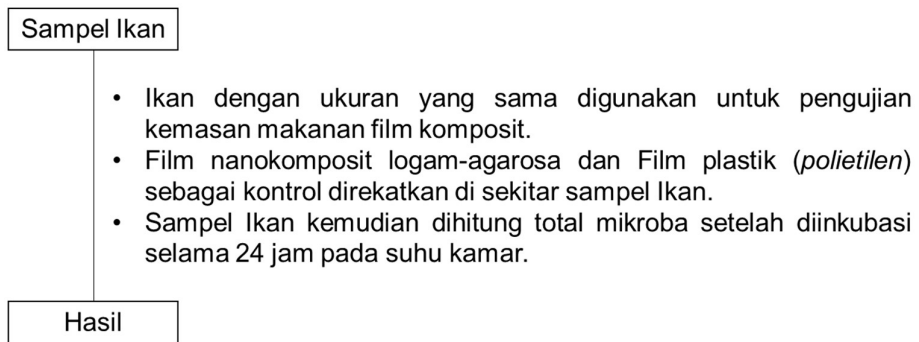 Sampel Ikan
• Ikan dengan ukuran yang sama digunakan untuk pengujian
kemasan makanan film komposit.
• Film nanokomposit logam-agarosa dan Film plastik (polietilen)
sebagai kontrol direkatkan di sekitar sampel Ikan.
• Sampel Ikan kemudian dihitung total mikroba setelah diinkubasi
selama 24 jam pada suhu kamar.
Hasil